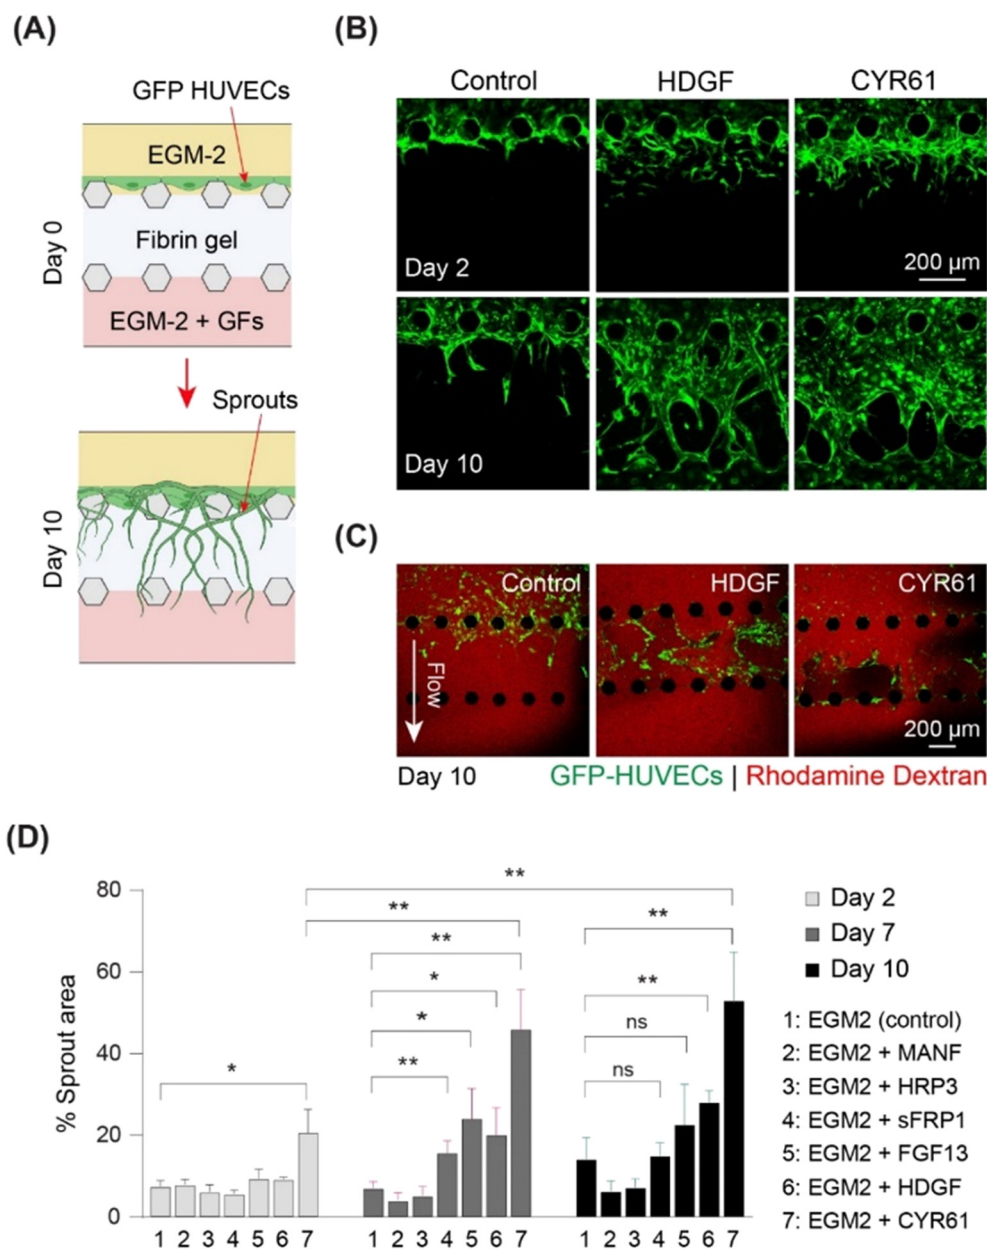 (A)
GFP HUVECs
EGM-2
Day 0
Fibrin gel
EGM-2 + GFs
Sprouts
Day 10
(B)
Control HDGF CYR61
Day 2
200 µm
Day 10
(C)
Control HDGF CYR61
Flow
200 µm
Day 10 GFP-HUVECs | Rhodamine Dextran
(D)
% Sprout area
80
60
40
20
0
*
**
*
*
**
**
**
**
**
ns
ns
1 2 3 4 5 6 7 1 2 3 4 5 6 7 1 2 3 4 5 6 7
Day 2
Day 7
Day 10
1: EGM2 (control)
2: EGM2 + MANF
3: EGM2 + HRP3
4: EGM2 + sFRP1
5: EGM2 + FGF13
6: EGM2 + HDGF
7: EGM2 + CYR61